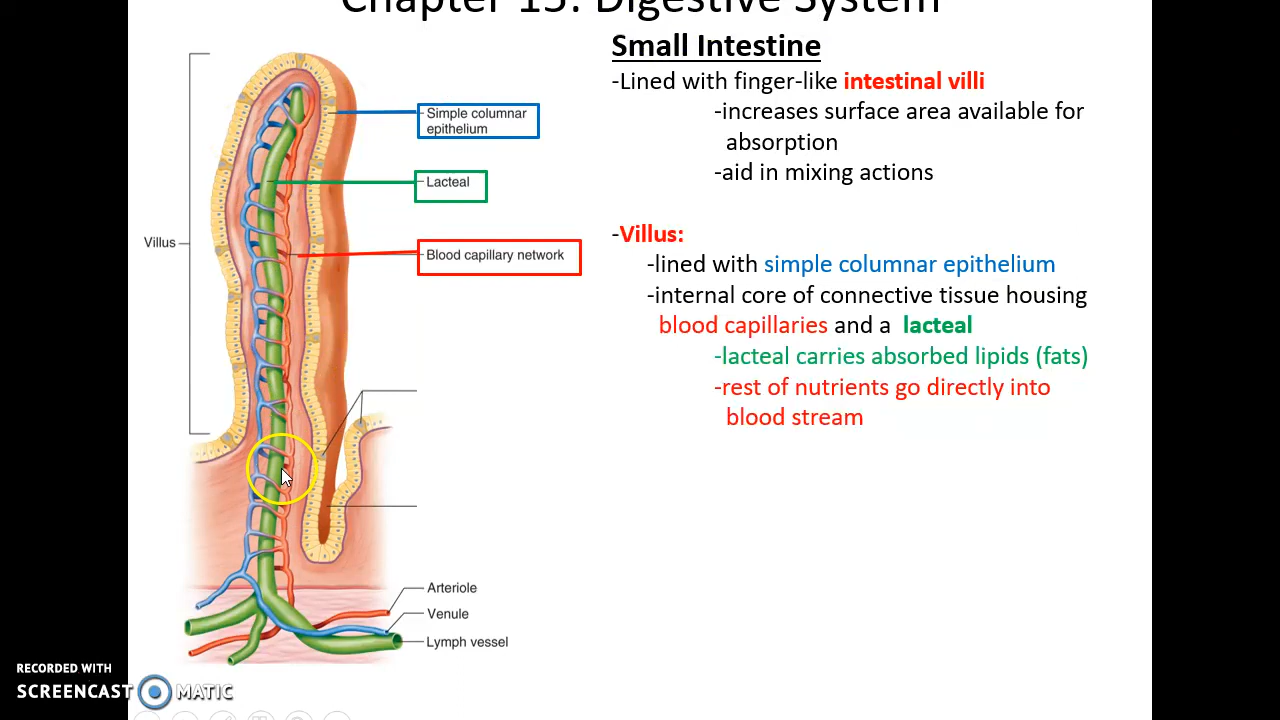 Chapter 15: Digestive System
Small Intestine
-Lined with finger-like intestinal villi
-increases surface area available for
absorption
-aid in mixing actions
-Villus:
-lined with simple columnar epithelium
-internal core of connective tissue housing
blood capillaries and a lacteal
-lacteal carries absorbed lipids (fats)
-rest of nutrients go directly into
blood stream
Simple columnar
epithelium
Lacteal
Villus
Blood capillary network
Arteriole
Venule
Lymph vessel
RECORDED WITH
SCREENCAST MATIC